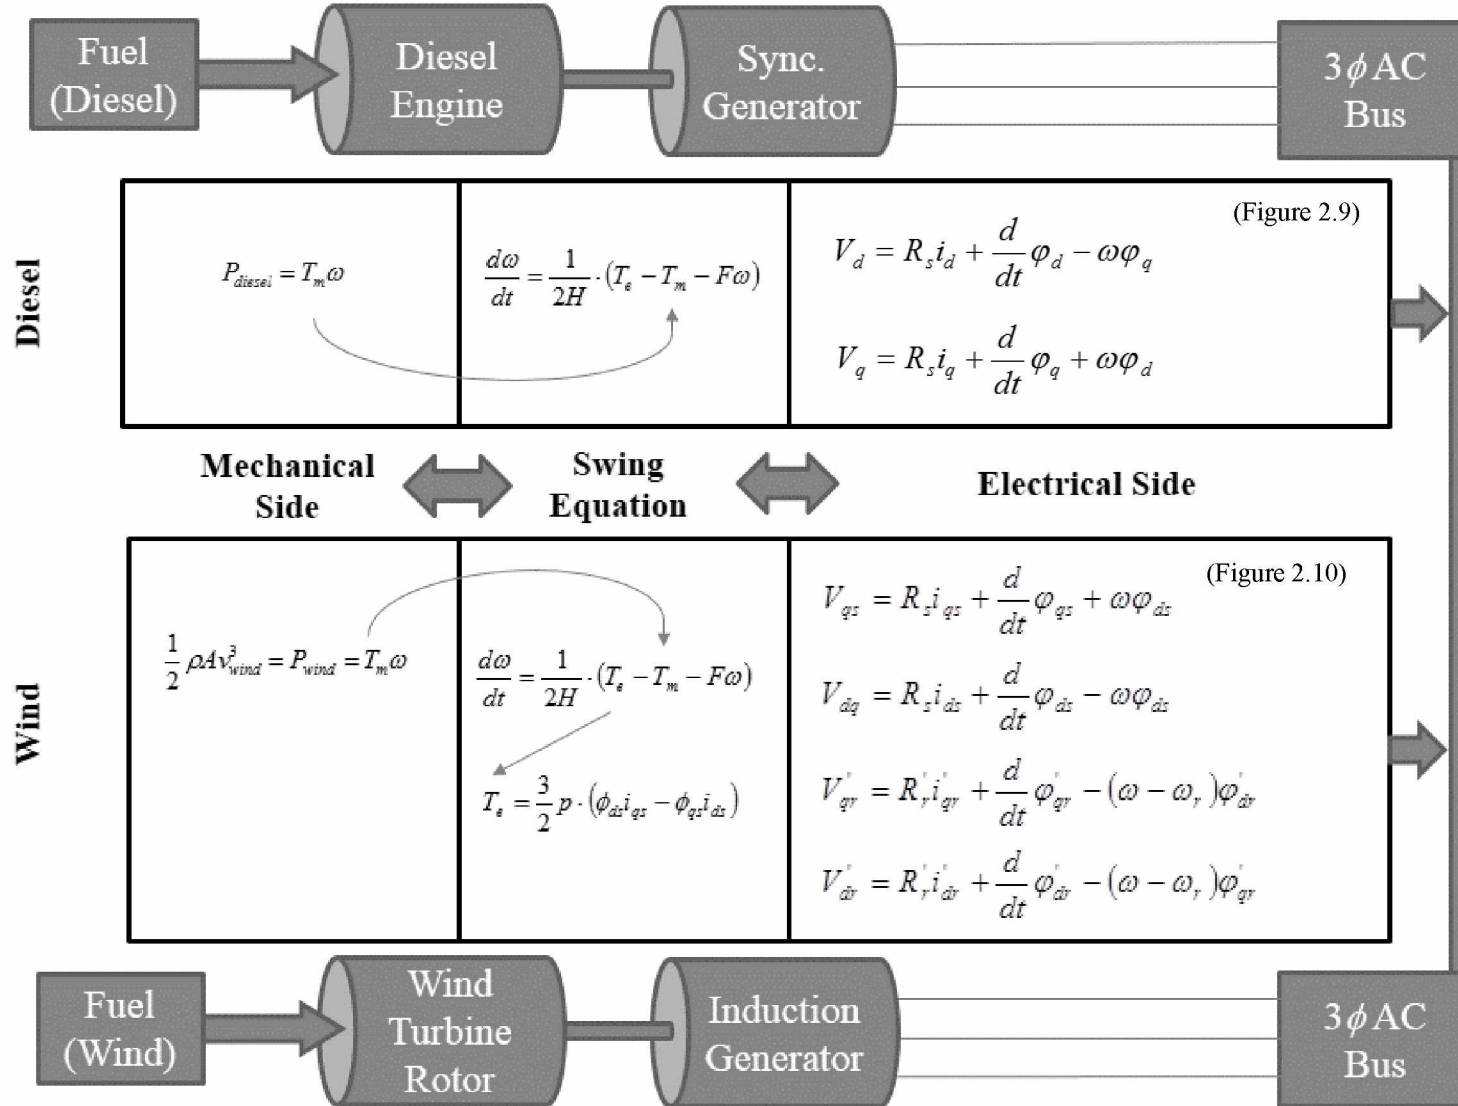 Fuel
(Diesel)
Diesel
Engine
Sync.
Generator
3ϕ AC
Bus
Diesel
P_diesel = T_m ω
dω/dt = 1/2H · (T_e − T_m − Fω)
(Figure 2.9)
V_d = R_s i_d + d/dt φ_d − ωφ_q
V_q = R_s i_q + d/dt φ_q + ωφ_d
Mechanical
Side
Swing
Equation
Electrical Side
Wind
1/2 ρAv³_wind = P_wind = T_m ω
dω/dt = 1/2H · (T_e − T_m − Fω)
T_e = 3/2 p · (ϕ_ds i_qs − ϕ_qs i_ds)
(Figure 2.10)
V_qs = R_s i_qs + d/dt φ_qs + ωφ_ds
V_dq = R_s i_ds + d/dt φ_ds − ωφ_ds
V'_qr = R'_r i'_qr + d/dt φ'_qr − (ω − ω_r)φ'_dr
V'_dr = R'_r i'_dr + d/dt φ'_dr − (ω − ω_r)φ'_qr
Fuel
(Wind)
Wind
Turbine
Rotor
Induction
Generator
3ϕ AC
Bus